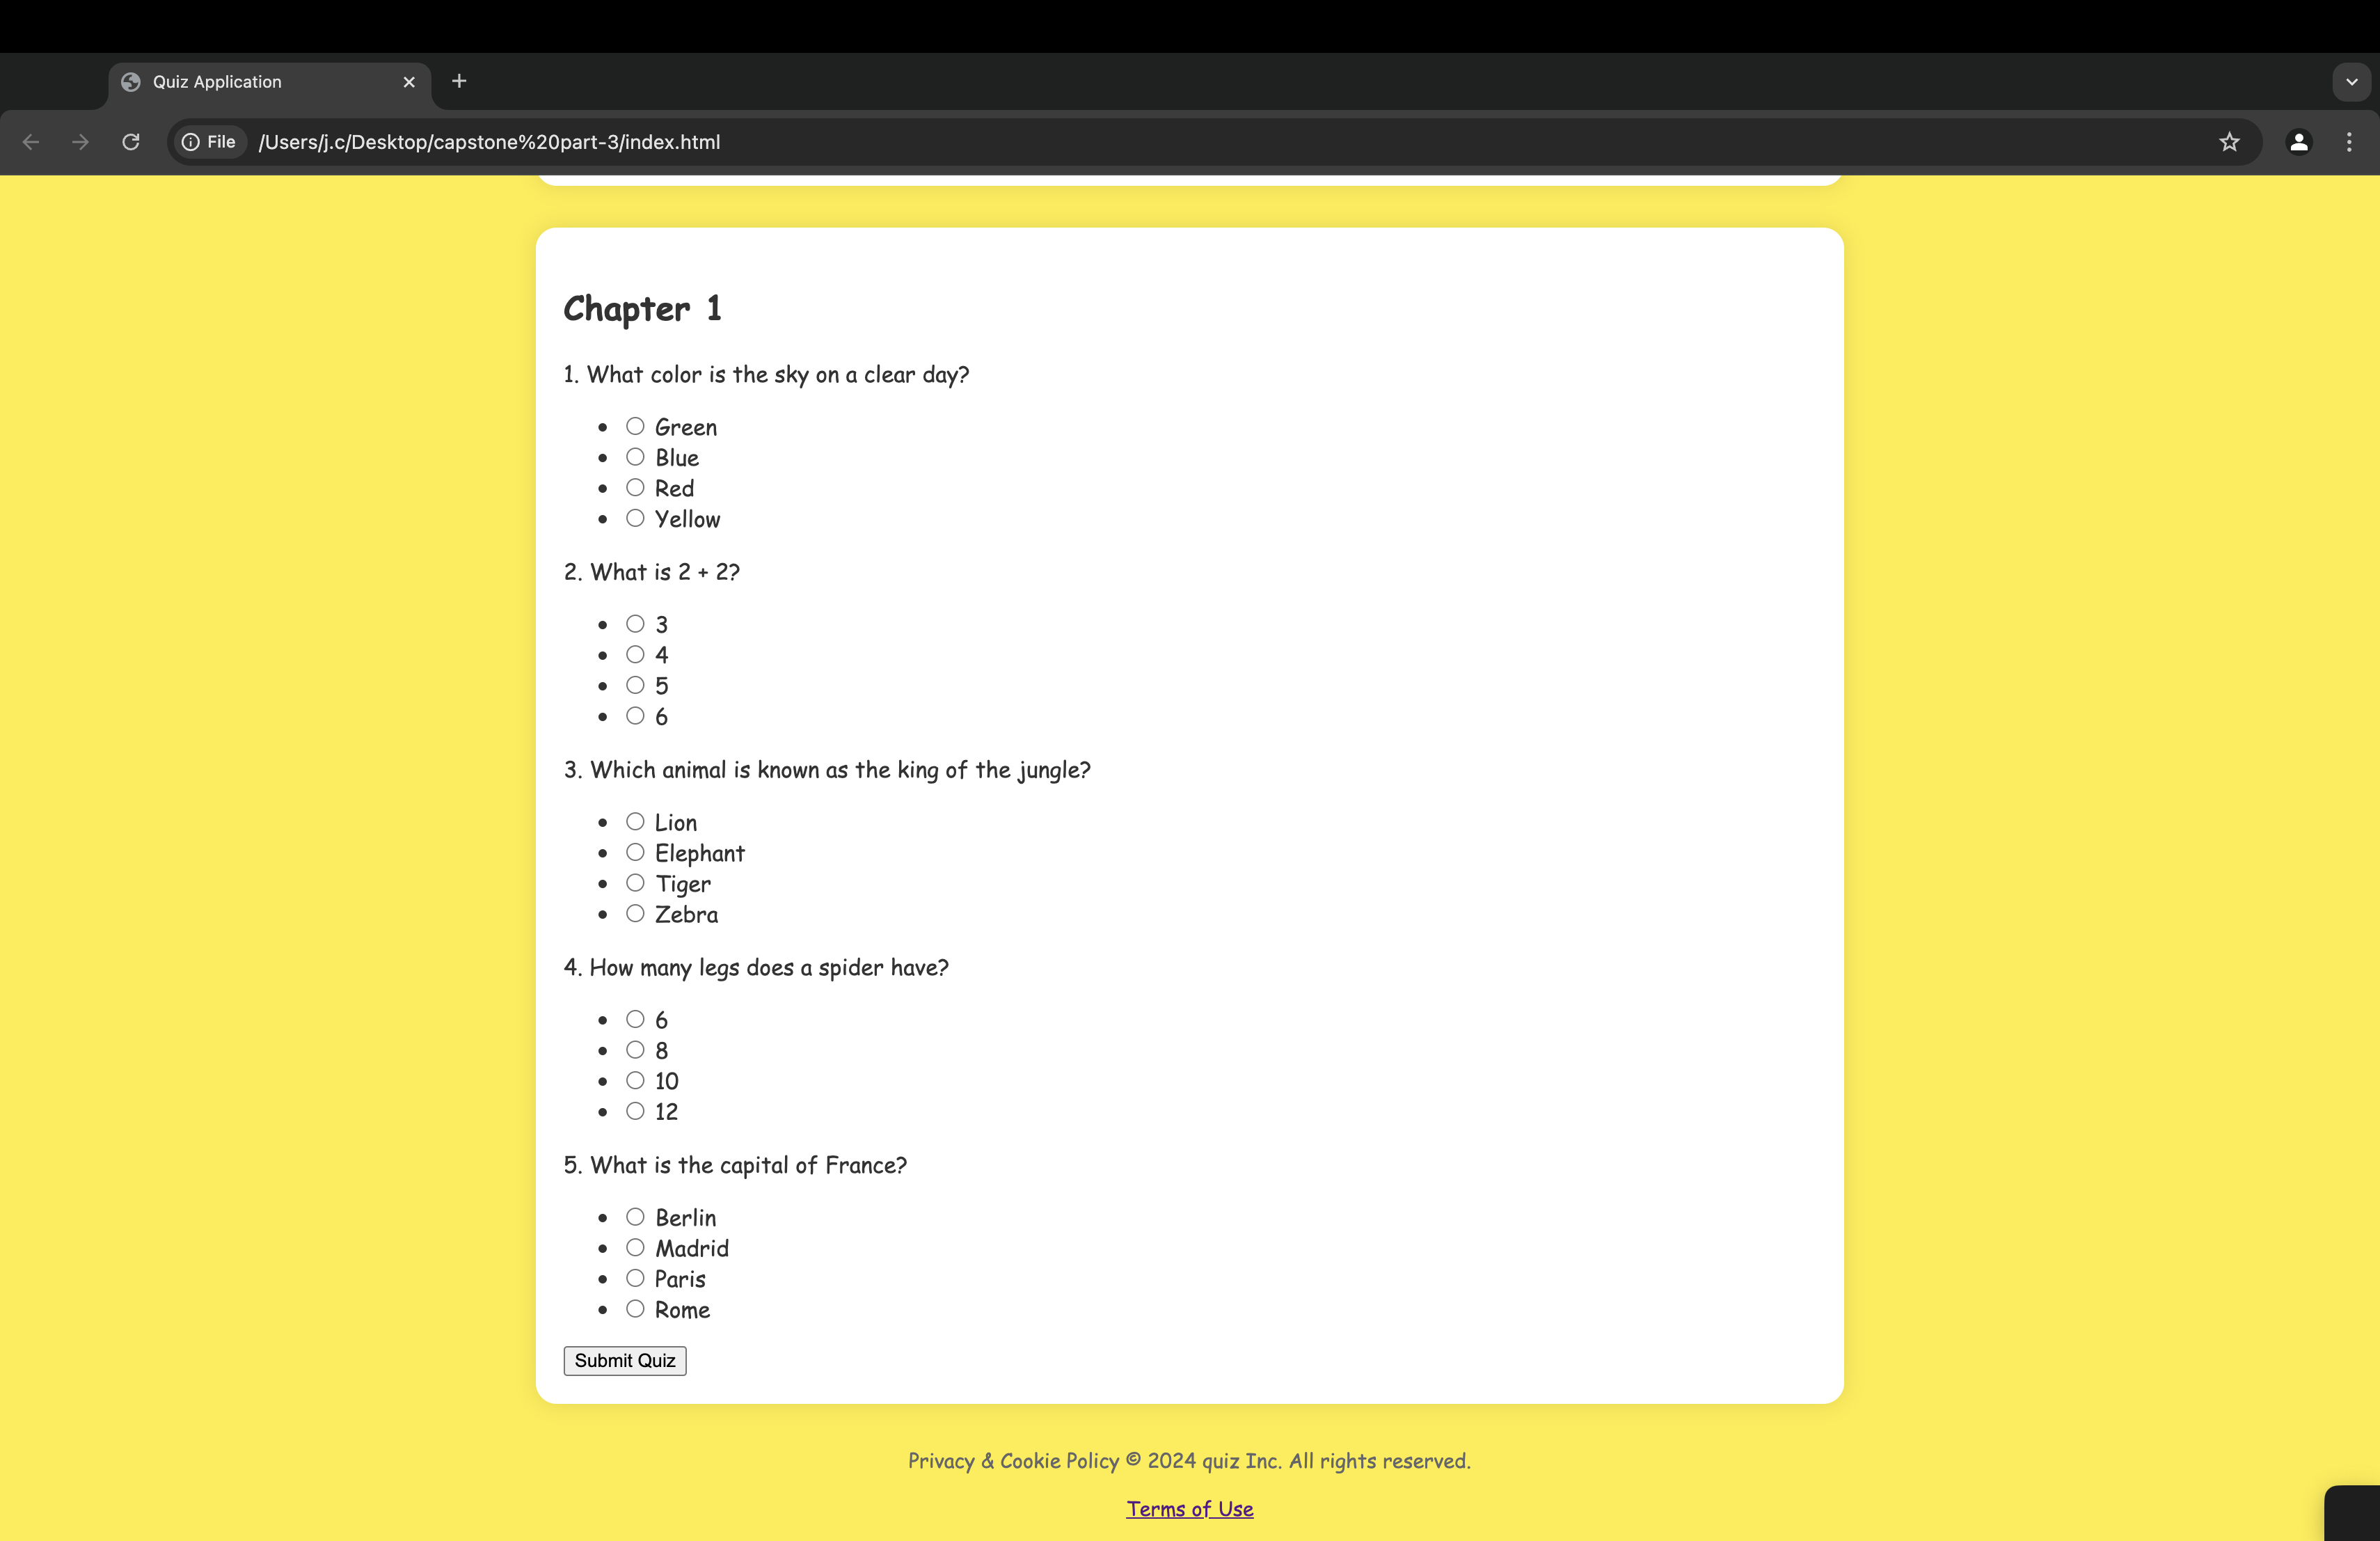 Quiz Application
File /Users/j.c/Desktop/capstone%20part-3/index.html
Chapter 1
1. What color is the sky on a clear day?
Green
Blue
Red
Yellow
2. What is 2 + 2?
3
4
5
6
3. Which animal is known as the king of the jungle?
Lion
Elephant
Tiger
Zebra
4. How many legs does a spider have?
6
8
10
12
5. What is the capital of France?
Berlin
Madrid
Paris
Rome
Submit Quiz
Privacy & Cookie Policy © 2024 quiz Inc. All rights reserved.
Terms of Use